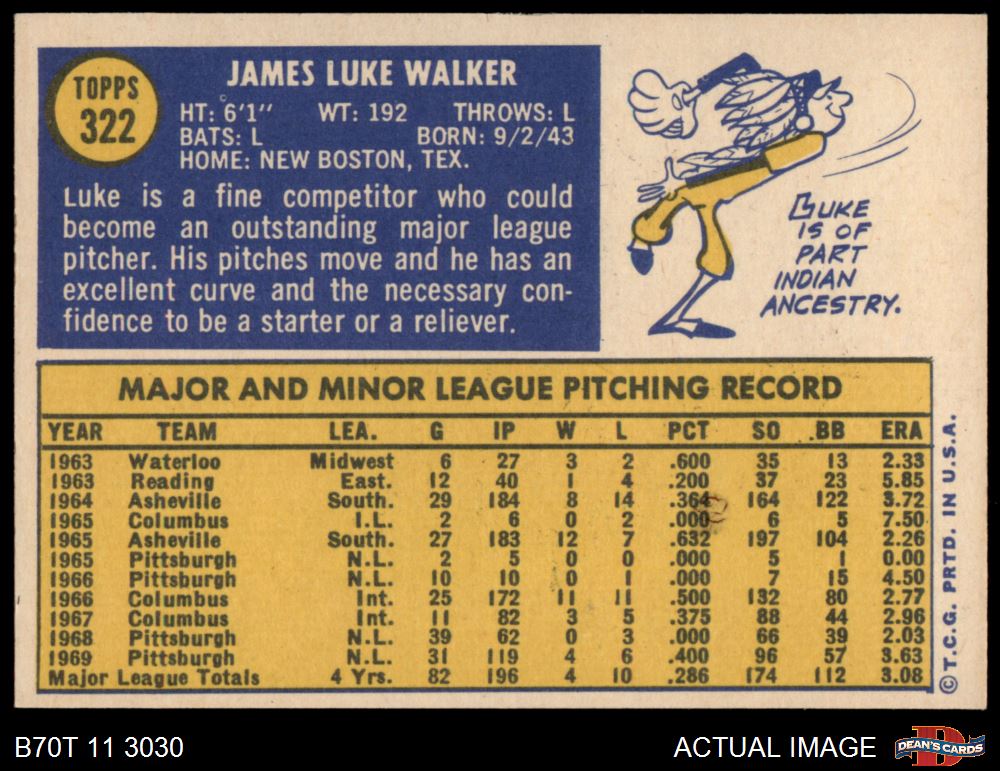 TOPPS
322
JAMES LUKE WALKER
HT: 6'1" WT: 192 THROWS: L
BATS: L BORN: 9/2/43
HOME: NEW BOSTON, TEX.
Luke is a fine competitor who could
become an outstanding major league
pitcher. His pitches move and he has an
excellent curve and the necessary con-
fidence to be a starter or a reliever.
LUKE
IS OF
PART
INDIAN
ANCESTRY.
MAJOR AND MINOR LEAGUE PITCHING RECORD
YEAR TEAM LEA. G IP W L PCT SO BB ERA
1963 Waterloo Midwest 6 27 3 2 .600 35 13 2.33
1963 Reading East. 12 40 1 4 .200 37 23 5.85
1964 Asheville South. 29 184 8 14 .364 164 122 3.72
1965 Columbus I.L. 2 6 0 2 .000 6 5 7.50
1965 Asheville South. 27 183 12 7 .632 197 104 2.26
1965 Pittsburgh N.L. 2 5 0 0 .000 5 1 0.00
1966 Pittsburgh N.L. 10 10 0 1 .000 7 15 4.50
1966 Columbus Int. 25 172 11 11 .500 132 80 2.77
1967 Columbus Int. 11 82 3 5 .375 88 44 2.96
1968 Pittsburgh N.L. 39 62 0 3 .000 66 39 2.03
1969 Pittsburgh N.L. 31 119 4 6 .400 96 57 3.63
Major League Totals 4 Yrs. 82 196 4 10 .286 174 112 3.08
©T.C.G. PRTD. IN U.S.A.
B70T 11 3030
ACTUAL IMAGE
D
DEAN'S CARDS